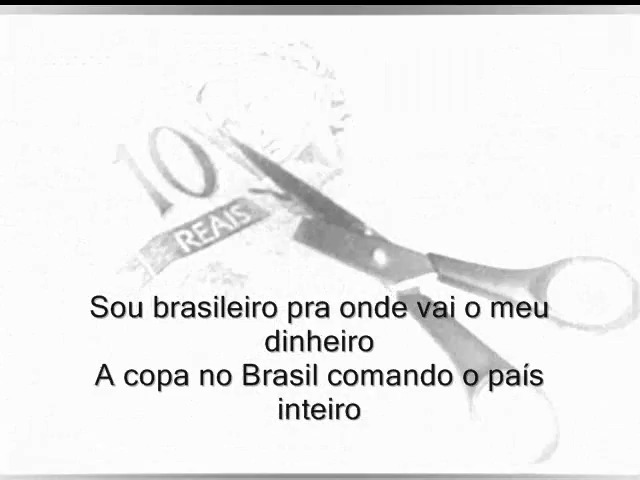 10
REAIS
Sou brasileiro pra onde vai o meu
dinheiro
A copa no Brasil comando o país
inteiro